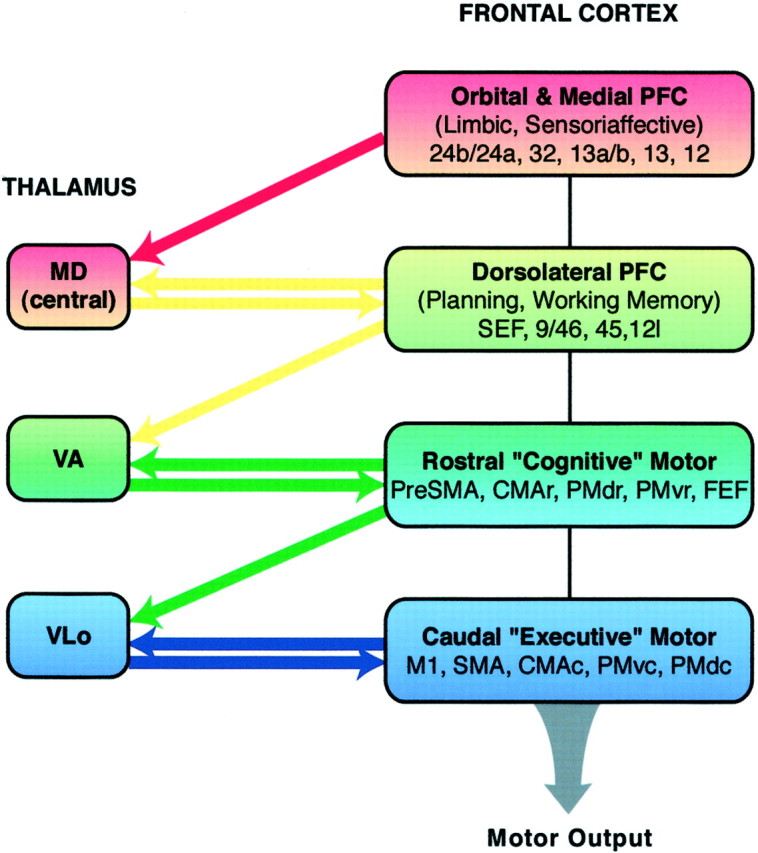 FRONTAL CORTEX
Orbital & Medial PFC
(Limbic, Sensoriaffective)
24b/24a, 32, 13a/b, 13, 12
THALAMUS
MD
(central)
Dorsolateral PFC
(Planning, Working Memory)
SEF, 9/46, 45,12l
VA
Rostral "Cognitive" Motor
PreSMA, CMAr, PMdr, PMvr, FEF
VLo
Caudal "Executive" Motor
M1, SMA, CMAc, PMvc, PMdc
Motor Output